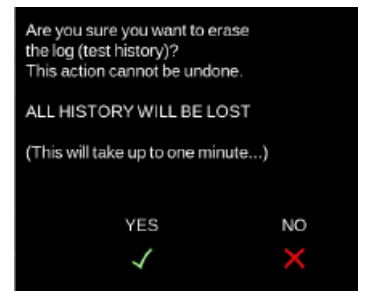 Are you sure you want to erase
the log (test history)?
This action cannot be undone.
ALL HISTORY WILL BE LOST
(This will take up to one minute...)
YES NO